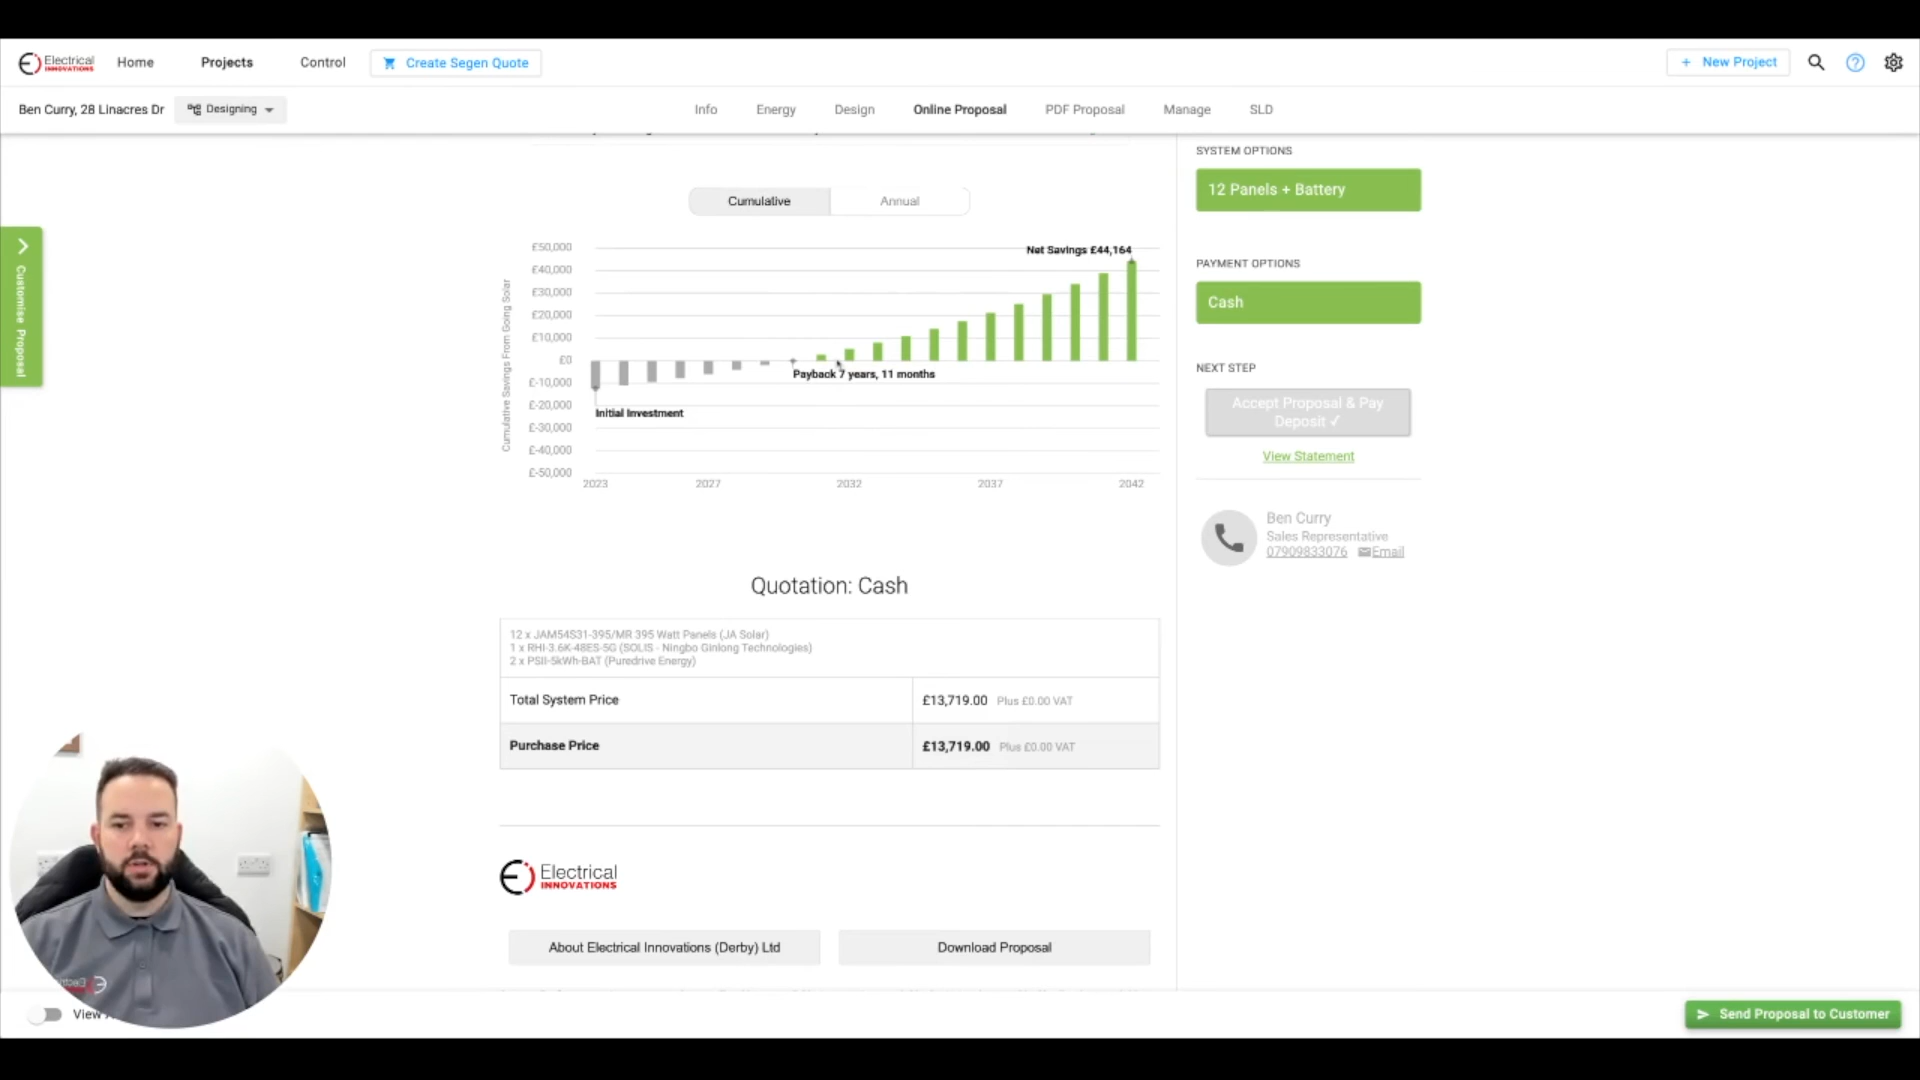 Electrical INNOVATIONS
Home
Projects
Control
Create Segen Quote
+ New Project
Ben Curry, 28 Linacres Dr
Designing
Info
Energy
Design
Online Proposal
PDF Proposal
Manage
SLD
Customise Proposal
Cumulative
Annual
Cumulative Savings From Going Solar
£50,000
£40,000
£30,000
£20,000
£10,000
£0
£-10,000
£-20,000
£-30,000
£-40,000
£-50,000
Net Savings £44,164
Payback 7 years, 11 months
Initial Investment
2023
2027
2032
2037
2042
Quotation: Cash
12 x JAM54S31-395/MR 395 Watt Panels (JA Solar)
1 x RHI-3.6K-48ES-5G (SOLIS - Ningbo Ginlong Technologies)
2 x PSII-5kWh-BAT (Puredrive Energy)
Total System Price
£13,719.00 Plus £0.00 VAT
Purchase Price
£13,719.00 Plus £0.00 VAT
Electrical
INNOVATIONS
About Electrical Innovations (Derby) Ltd
Download Proposal
SYSTEM OPTIONS
12 Panels + Battery
PAYMENT OPTIONS
Cash
NEXT STEP
Accept Proposal & Pay
Deposit ✓
View Statement
Ben Curry
Sales Representative
07909833076
Email
View
Send Proposal to Customer